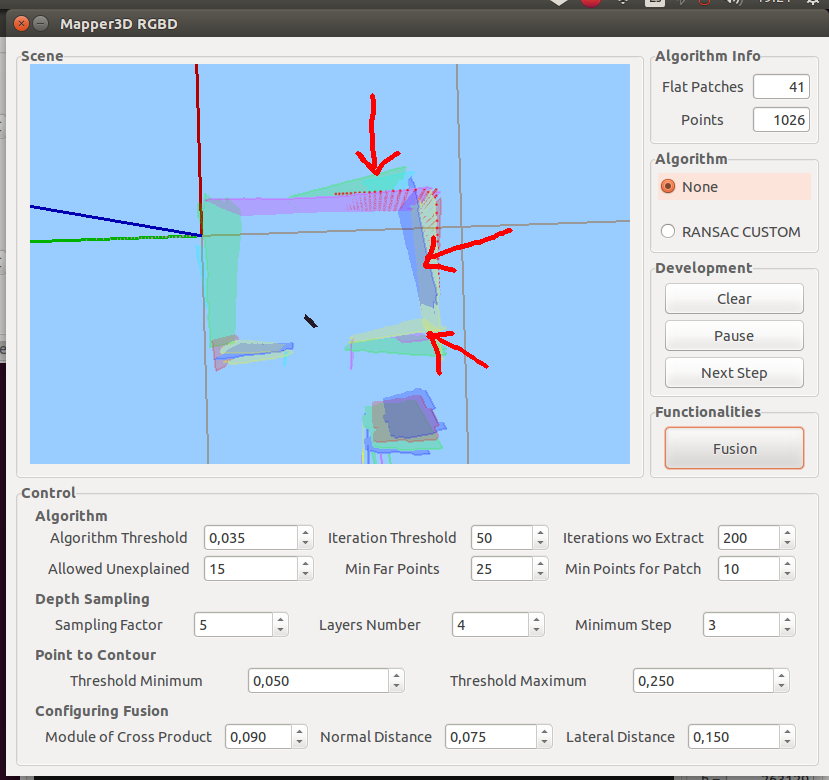 Mapper3D RGBD
Scene
Algorithm Info
Flat Patches 41
Points 1026
Algorithm
None
RANSAC CUSTOM
Development
Clear
Pause
Next Step
Functionalities
Fusion
Control
Algorithm
Algorithm Threshold 0,035 Iteration Threshold 50 Iterations wo Extract 200
Allowed Unexplained 15 Min Far Points 25 Min Points for Patch 10
Depth Sampling
Sampling Factor 5 Layers Number 4 Minimum Step 3
Point to Contour
Threshold Minimum 0,050 Threshold Maximum 0,250
Configuring Fusion
Module of Cross Product 0,090 Normal Distance 0,075 Lateral Distance 0,150